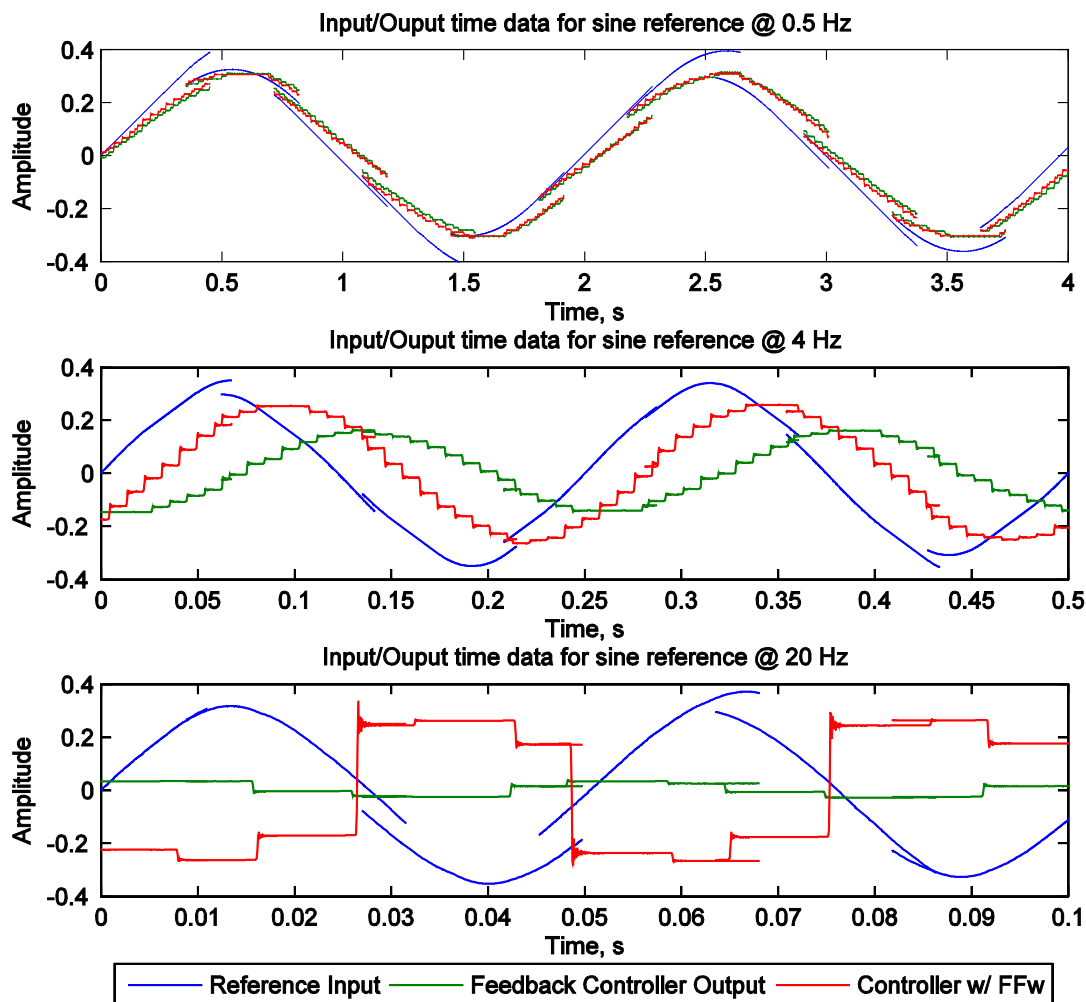 Input/Ouput time data for sine reference @ 0.5 Hz
Amplitude
0.4
0.2
0
-0.2
-0.4
0 0.5 1 1.5 2 2.5 3 3.5 4
Time, s
Input/Ouput time data for sine reference @ 4 Hz
Amplitude
0.4
0.2
0
-0.2
-0.4
0 0.05 0.1 0.15 0.2 0.25 0.3 0.35 0.4 0.45 0.5
Time, s
Input/Ouput time data for sine reference @ 20 Hz
Amplitude
0.4
0.2
0
-0.2
-0.4
0 0.01 0.02 0.03 0.04 0.05 0.06 0.07 0.08 0.09 0.1
Time, s
Reference Input Feedback Controller Output Controller w/ FFw